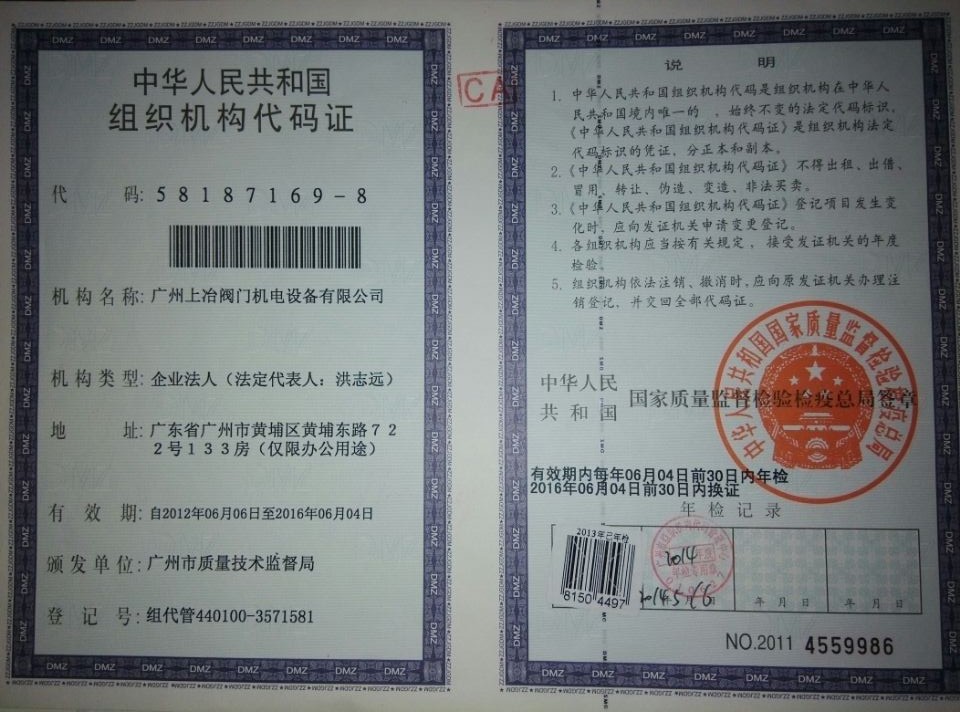 中华人民共和国
组织机构代码证
代 码: 58187169-8
机构名称: 广州上冶阀门机电设备有限公司
机构类型: 企业法人（法定代表人：洪志远）
地 址: 广东省广州市黄埔区黄埔东路72
2号133房（仅限办公用途）
有 效 期: 自2012年06月06日至2016年06月04日
颁发单位: 广州市质量技术监督局
登 记 号: 组代管440100-3571581
CA
说 明
1. 中华人民共和国组织机构代码是组织机构在中华人
民共和国境内唯一的、始终不变的法定代码标识，
《中华人民共和国组织机构代码证》是组织机构法定
代码标识的凭证，分正本和副本。
2.《中华人民共和国组织机构代码证》不得出租、出借、
冒用、转让、伪造、变造、非法买卖。
3.《中华人民共和国组织机构代码证》登记项目发生变
化时，应向发证机关申请变更登记。
4. 各组织机构应当按有关规定，接受发证机关的年度
检验。
5. 组织机构依法注销、撤消时，应向原发证机关办理注
销登记，并交回全部代码证。
中华人民
共和国
国家质量监督检验检疫总局签章
中华人民共和国国家质量监督检验检疫总局
有效期内每年06月04日前30日内年检
2016年06月04日前30日内换证
年检记录
2013年已年检
8150 4497
2014
年 月 日
年 月 日
NO.2011 4559986